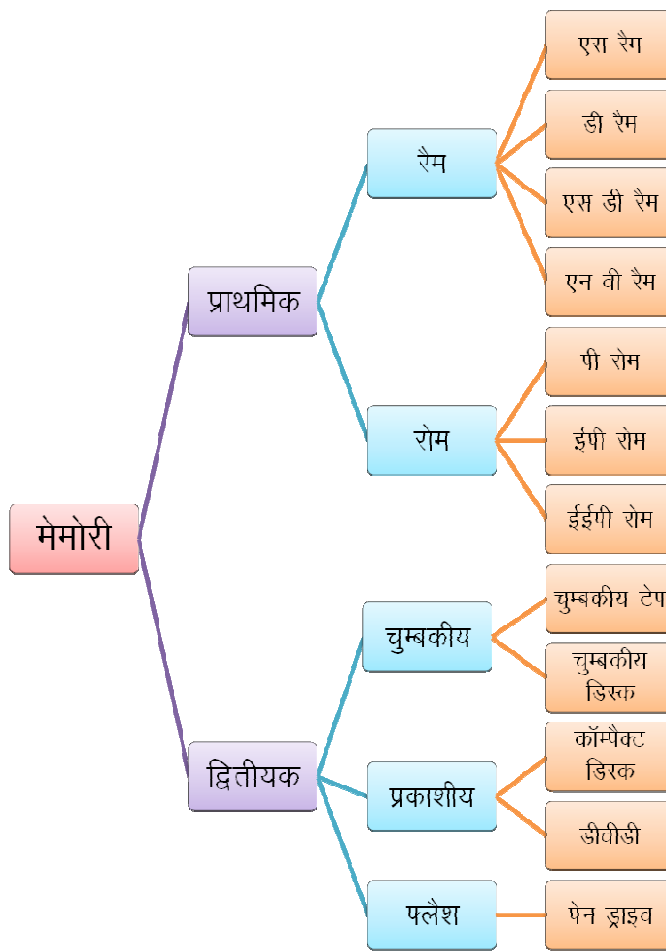 मेमोरी
प्राथमिक
रैम
एस रैम
डी रैम
एस डी रैम
एन वी रैम
रोम
पी रोम
ईपी रोम
ईईपी रोम
द्वितीयक
चुम्बकीय
चुम्बकीय टेप
चुम्बकीय
डिस्क
प्रकाशीय
कॉम्पैक्ट
डिस्क
डीवीडी
फ्लैश
पेन ड्राइव